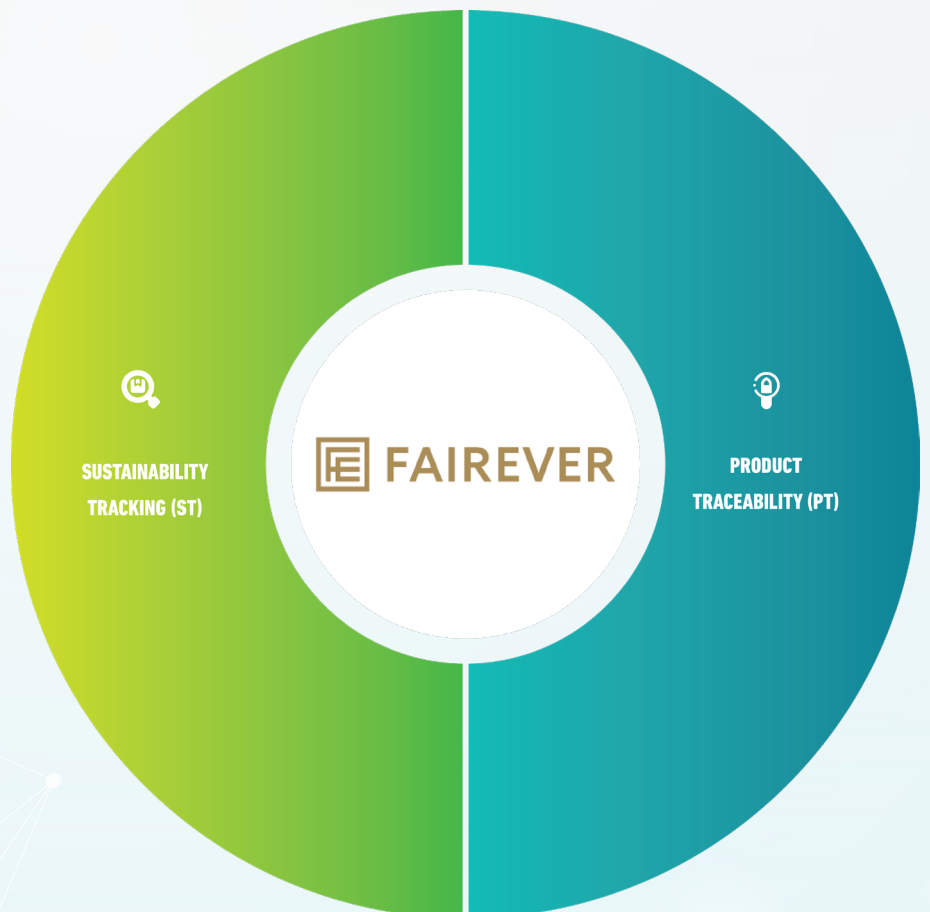 SUSTAINABILITY
TRACKING (ST)
FAIREVER
PRODUCT
TRACEABILITY (PT)